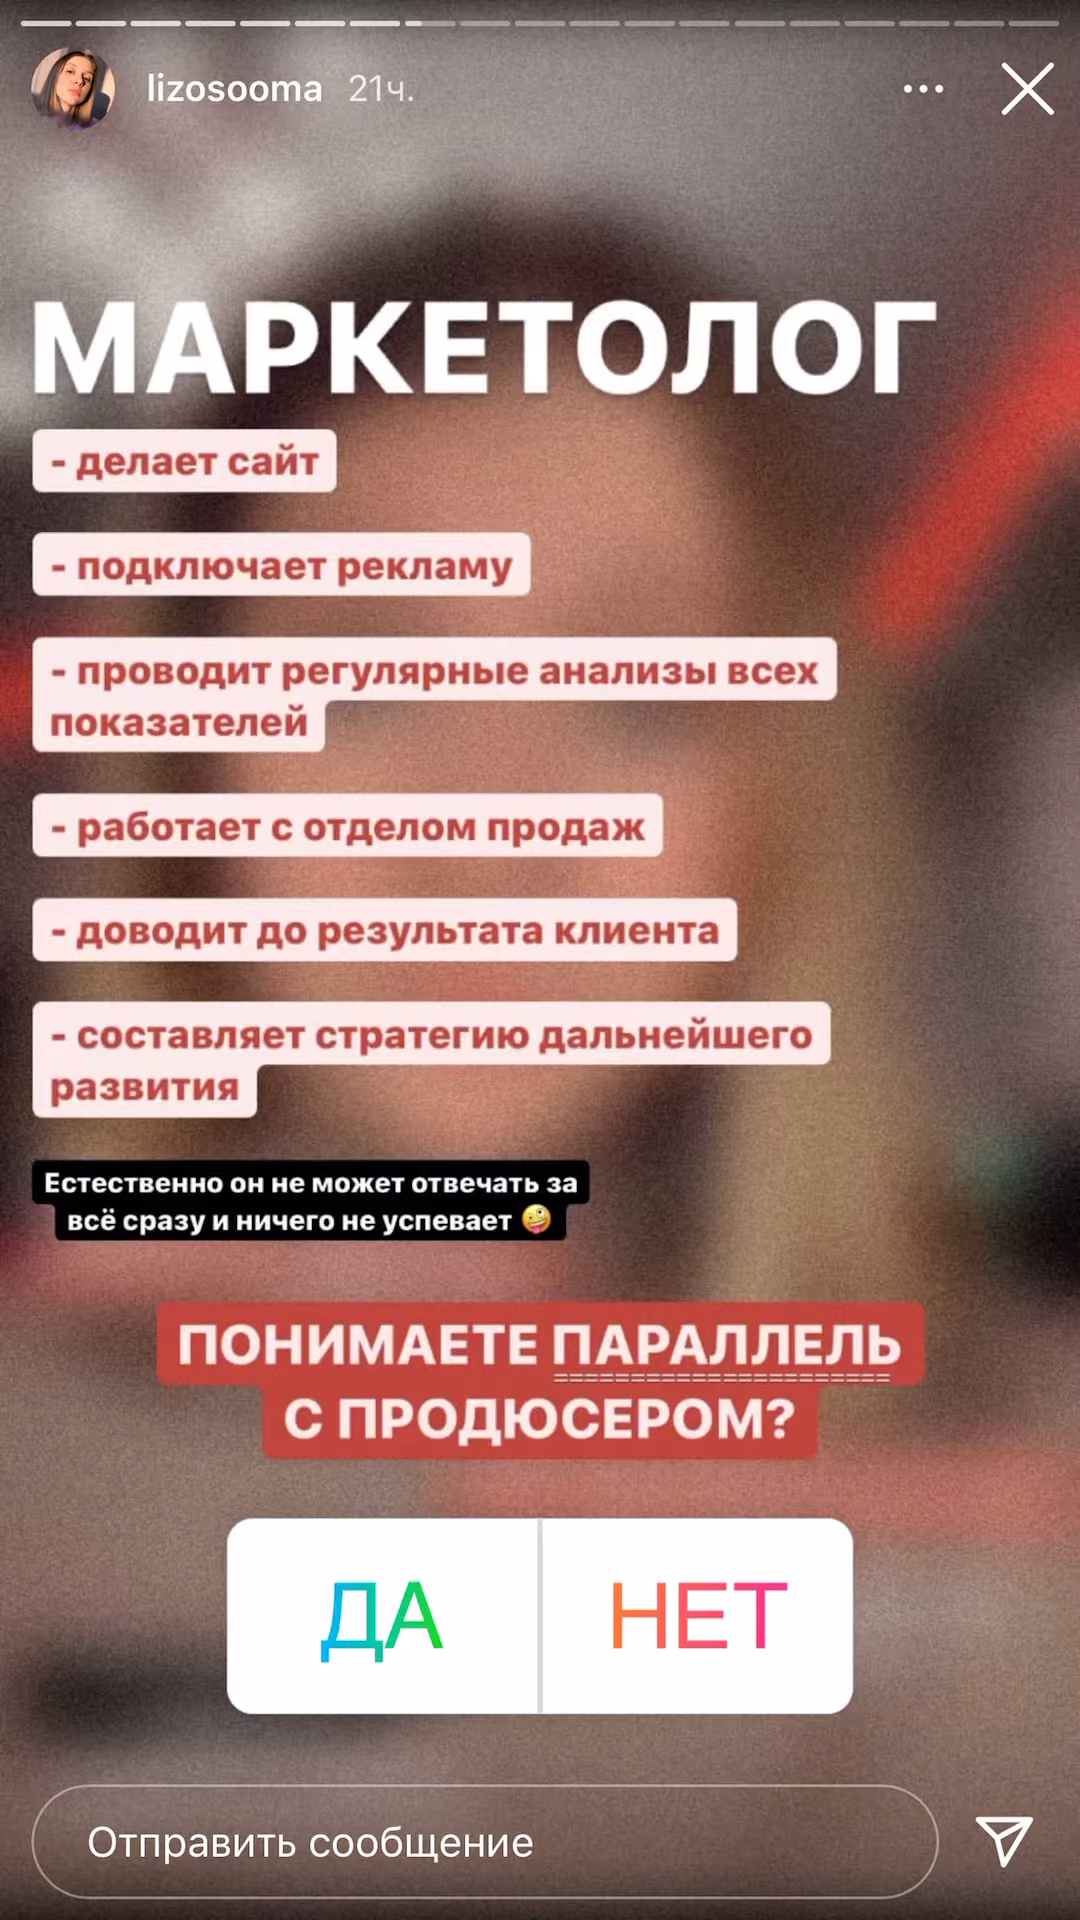 lizosooma 21ч.
МАРКЕТОЛОГ
- делает сайт
- подключает рекламу
- проводит регулярные анализы всех
показателей
- работает с отделом продаж
- доводит до результата клиента
- составляет стратегию дальнейшего
развития
Естественно он не может отвечать за
всё сразу и ничего не успевает 🤪
ПОНИМАЕТЕ ПАРАЛЛЕЛЬ
С ПРОДЮСЕРОМ?
ДА НЕТ
Отправить сообщение